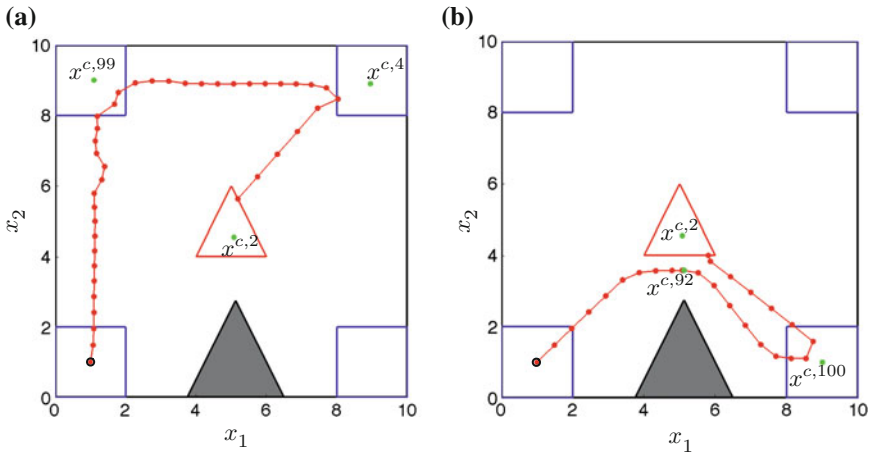 (a)
(b)
10
x^{c,99}
x^{c,4}
8
6
x_2
x^{c,2}
4
2
0
0 2 4 6 8 10
x_1
10
8
6
x_2
x^{c,2}
4
x^{c,92}
2
x^{c,100}
0
0 2 4 6 8 10
x_1